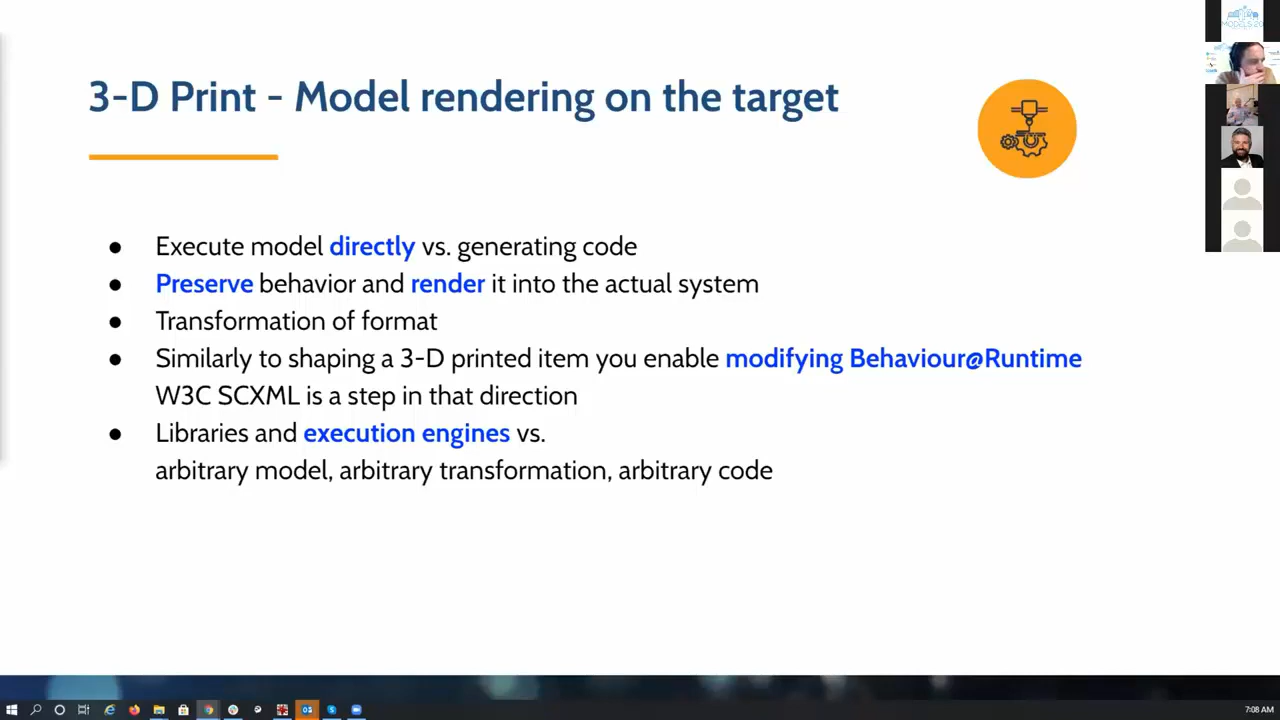 3-D Print - Model rendering on the target
● Execute model directly vs. generating code
● Preserve behavior and render it into the actual system
● Transformation of format
● Similarly to shaping a 3-D printed item you enable modifying Behaviour@Runtime
W3C SCXML is a step in that direction
● Libraries and execution engines vs.
arbitrary model, arbitrary transformation, arbitrary code
7:08 AM